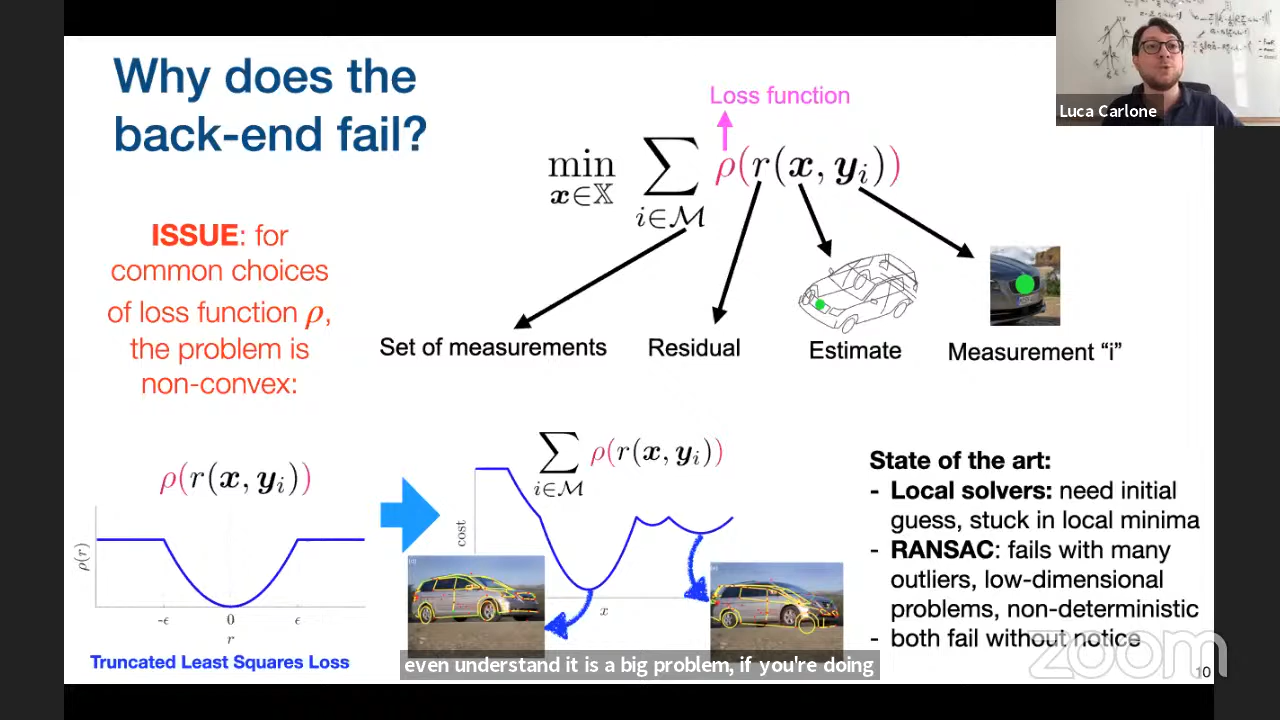 Why does the
back-end fail?
Loss function
min x∈𝕏 ∑ i∈ℳ ρ(r(x, y_i))
Luca Carlone
ISSUE: for
common choices
of loss function ρ,
the problem is
non-convex:
Set of measurements
Residual
Estimate
Measurement “i”
ρ(r(x, y_i))
ρ(r)
-ϵ 0 ϵ
r
Truncated Least Squares Loss
∑ i∈ℳ ρ(r(x, y_i))
cost
x
State of the art:
- Local solvers: need initial
guess, stuck in local minima
- RANSAC: fails with many
outliers, low-dimensional
problems, non-deterministic
- both fail without notice
even understand it is a big problem, if you're doing
zoom
10